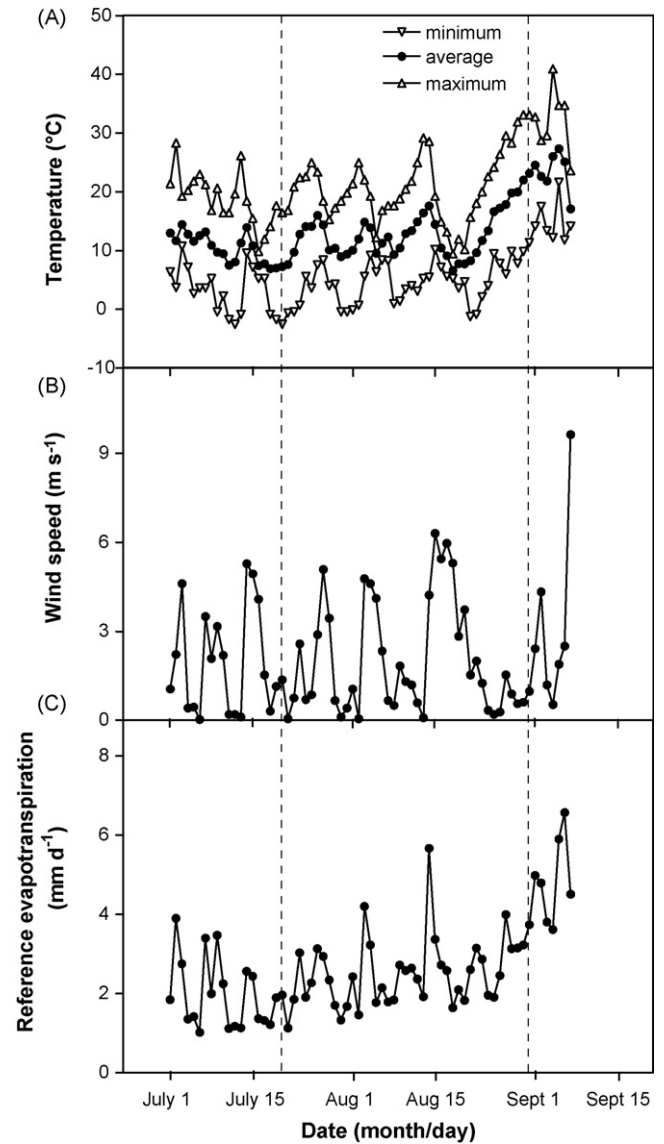 (A)
50
40
30
20
10
0
-10
Temperature (°C)
minimum
average
maximum
(B)
9
6
3
0
Wind speed (m s-1)
(C)
8
6
4
2
0
Reference evapotranspiration
(mm d-1)
July 1 July 15 Aug 1 Aug 15 Sept 1 Sept 15
Date (month/day)